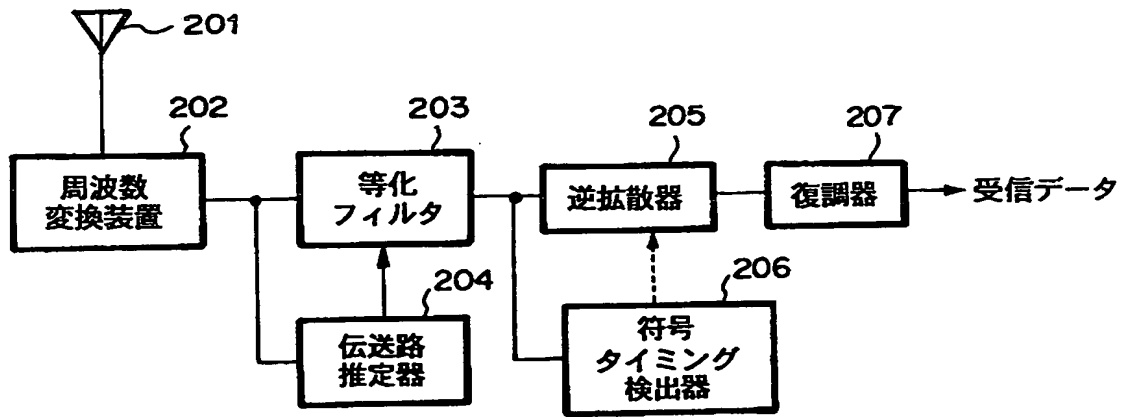 201
202
周波数
変換装置
203
等化
フィルタ
204
伝送路
推定器
205
逆拡散器
206
符号
タイミング
検出器
207
復調器
受信データ